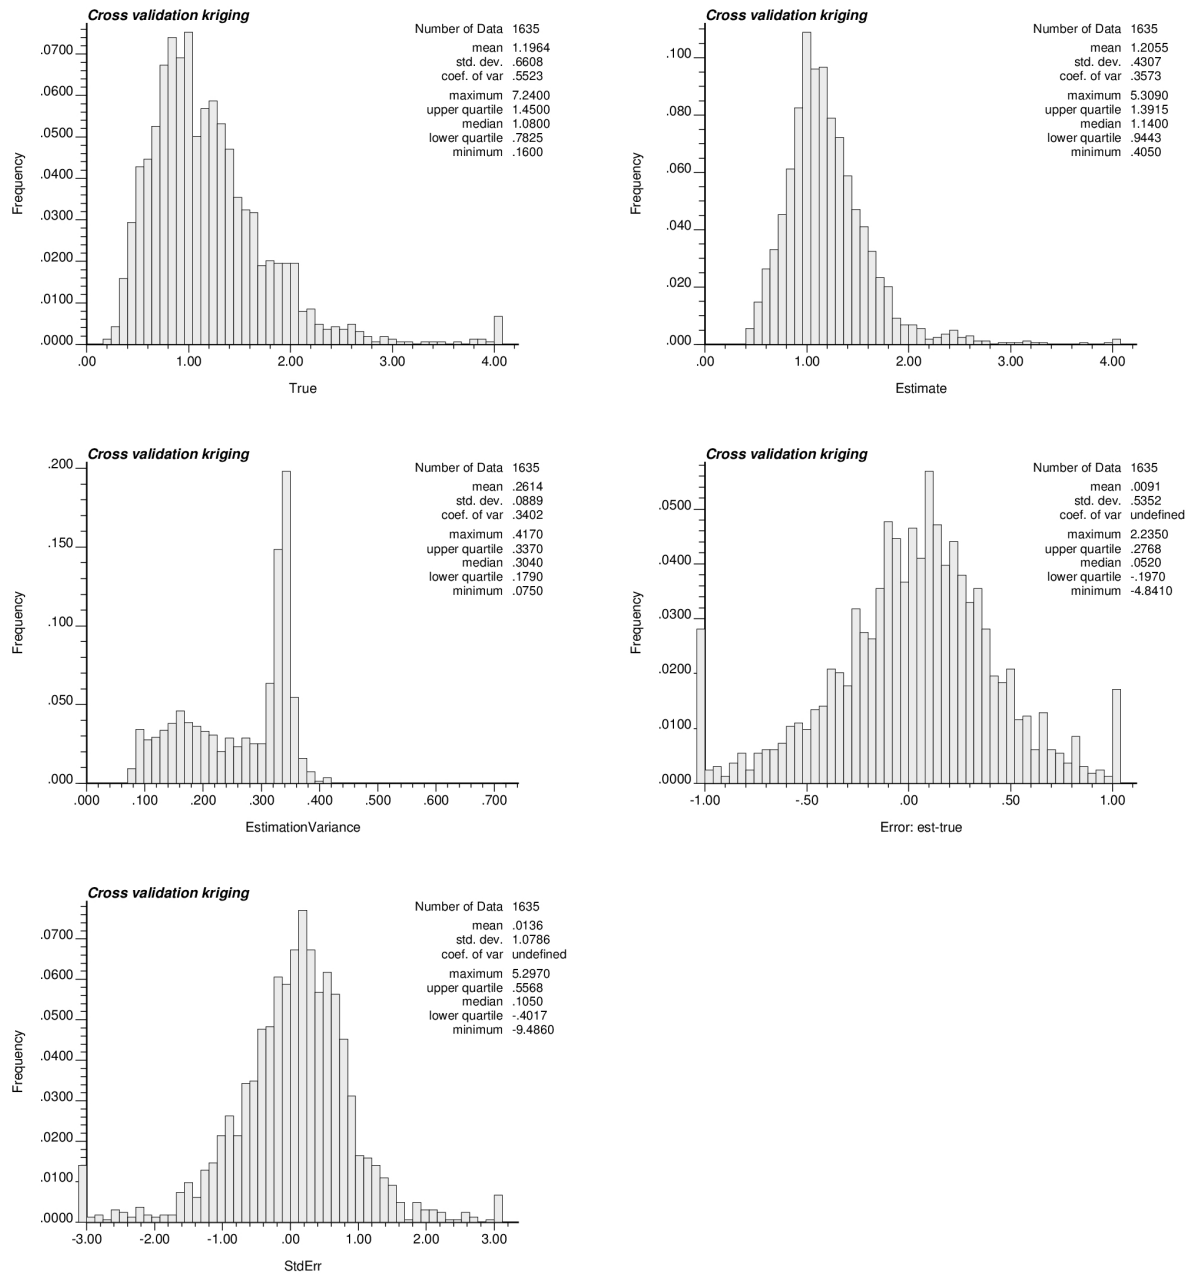 Cross validation kriging
Number of Data 1635
mean 1.1964
std. dev. .6608
coef. of var .5523
maximum 7.2400
upper quartile 1.4500
median 1.0800
lower quartile .7825
minimum .1600
Frequency
.0700
.0600
.0500
.0400
.0300
.0200
.0100
.0000
.00 1.00 2.00 3.00 4.00
True
Cross validation kriging
Number of Data 1635
mean 1.2055
std. dev. .4307
coef. of var .3573
maximum 5.3090
upper quartile 1.3915
median 1.1400
lower quartile .9443
minimum .4050
Frequency
.100
.080
.060
.040
.020
.000
.00 1.00 2.00 3.00 4.00
Estimate
Cross validation kriging
Number of Data 1635
mean .2614
std. dev. .0889
coef. of var .3402
maximum .4170
upper quartile .3370
median .3040
lower quartile .1790
minimum .0750
Frequency
.200
.150
.100
.050
.000
.000 .100 .200 .300 .400 .500 .600 .700
EstimationVariance
Cross validation kriging
Number of Data 1635
mean .0091
std. dev. .5352
coef. of var undefined
maximum 2.2350
upper quartile .2768
median .0520
lower quartile -.1970
minimum -4.8410
Frequency
.0500
.0400
.0300
.0200
.0100
.0000
-1.00 -.50 .00 .50 1.00
Error: est-true
Cross validation kriging
Number of Data 1635
mean .0136
std. dev. 1.0786
coef. of var undefined
maximum 5.2970
upper quartile .5568
median .1050
lower quartile -.4017
minimum -9.4860
Frequency
.0700
.0600
.0500
.0400
.0300
.0200
.0100
.0000
-3.00 -2.00 -1.00 .00 1.00 2.00 3.00
StdErr